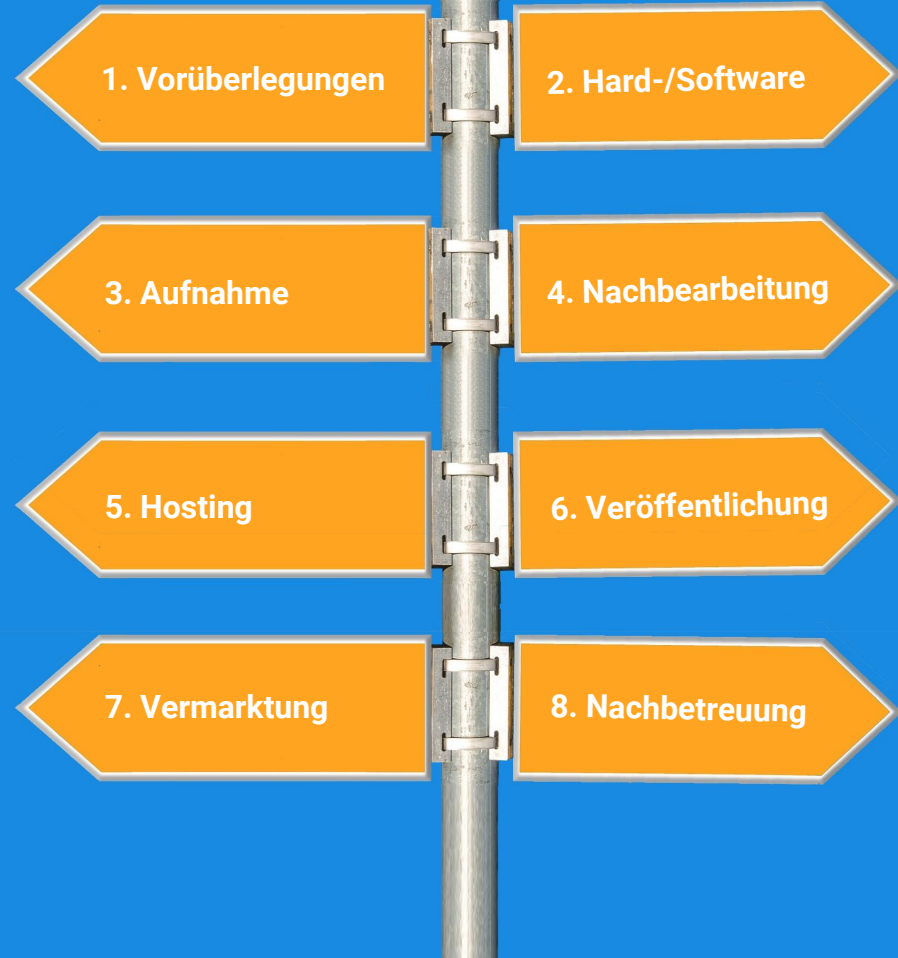 1. Vorüberlegungen
2. Hard-/Software
3. Aufnahme
4. Nachbearbeitung
5. Hosting
6. Veröffentlichung
7. Vermarktung
8. Nachbetreuung